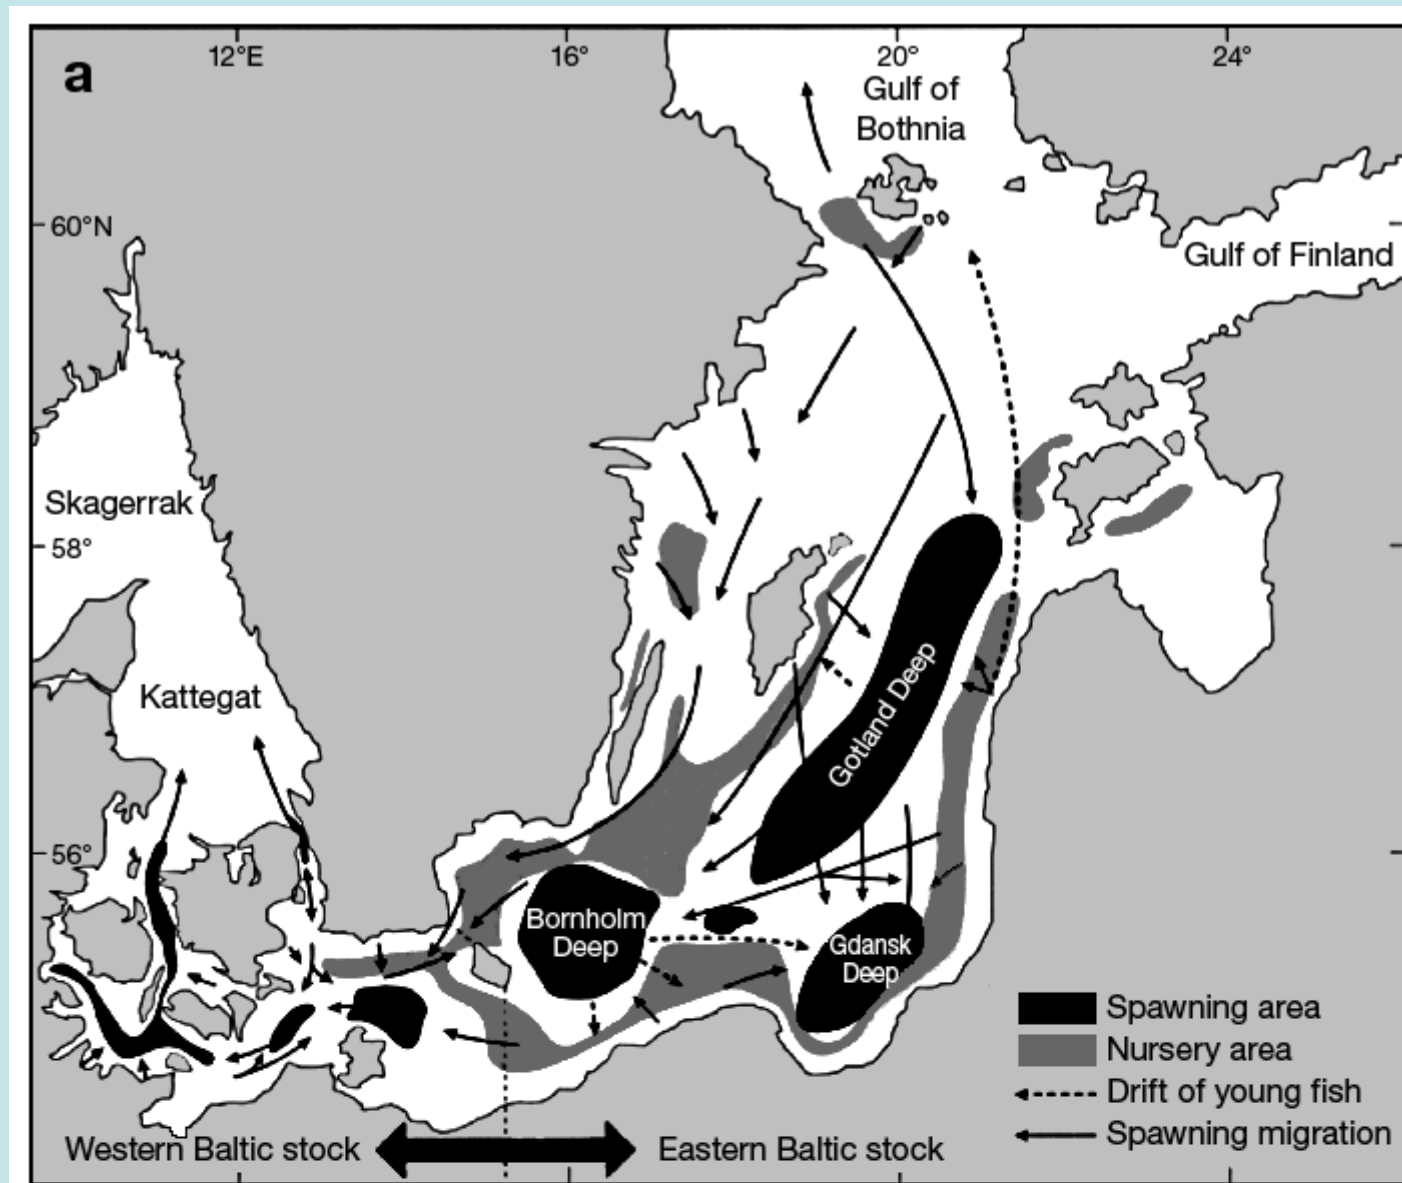 a
12°E
16°
20°
24°
Gulf of
Bothnia
60°N
Gulf of Finland
Skagerrak
58°
Kattegat
Gotland Deep
56°
Bornholm
Deep
Gdansk
Deep
Spawning area
Nursery area
Drift of young fish
Spawning migration
Western Baltic stock
Eastern Baltic stock